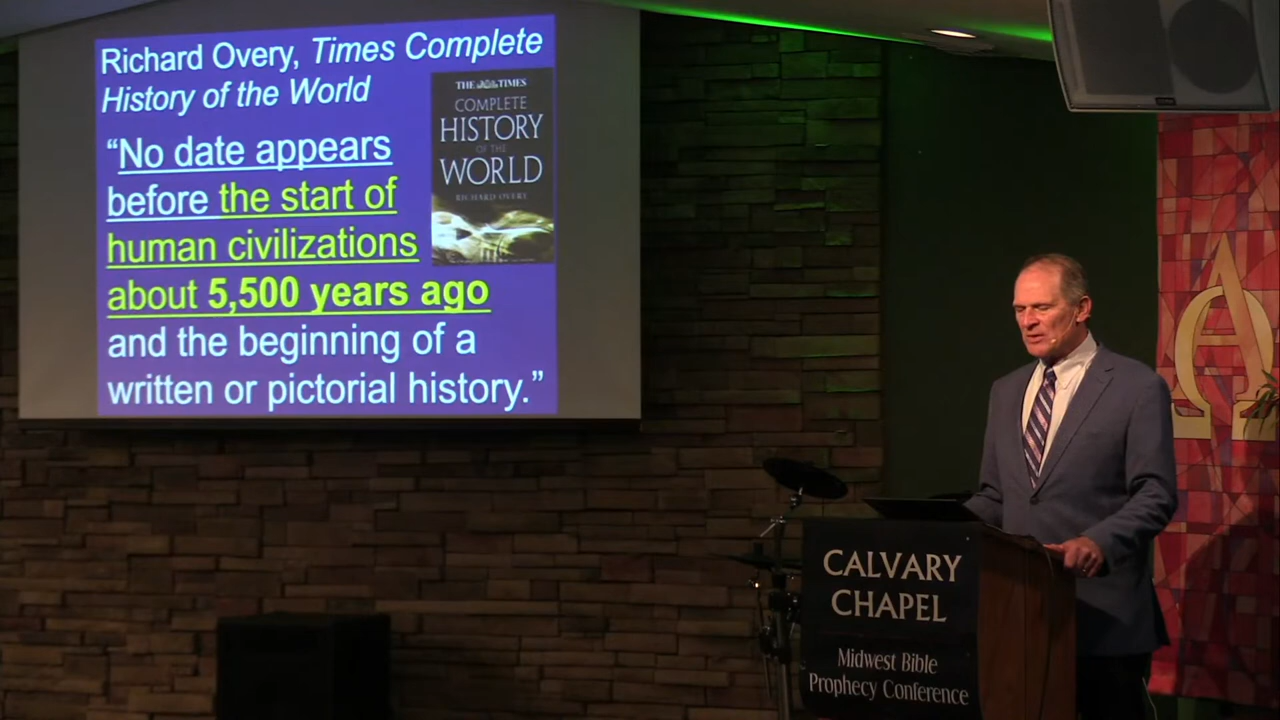 Richard Overy, Times Complete
History of the World
“No date appears
before the start of
human civilizations
about 5,500 years ago
and the beginning of a
written or pictorial history.”
THE TIMES
COMPLETE
HISTORY
OF THE
WORLD
RICHARD OVERY
CALVARY
CHAPEL
Midwest Bible
Prophecy Conference